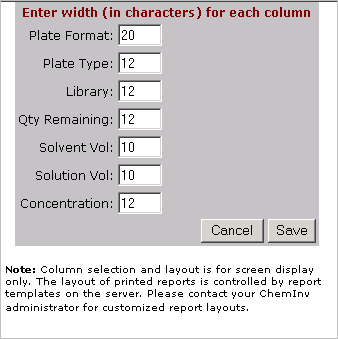 Enter width (in characters) for each column
Plate Format: 20
Plate Type: 12
Library: 12
Qty Remaining: 12
Solvent Vol: 10
Solution Vol: 10
Concentration: 12
Cancel Save
Note: Column selection and layout is for screen display
only. The layout of printed reports is controlled by report
templates on the server. Please contact your ChemInv
administrator for customized report layouts.